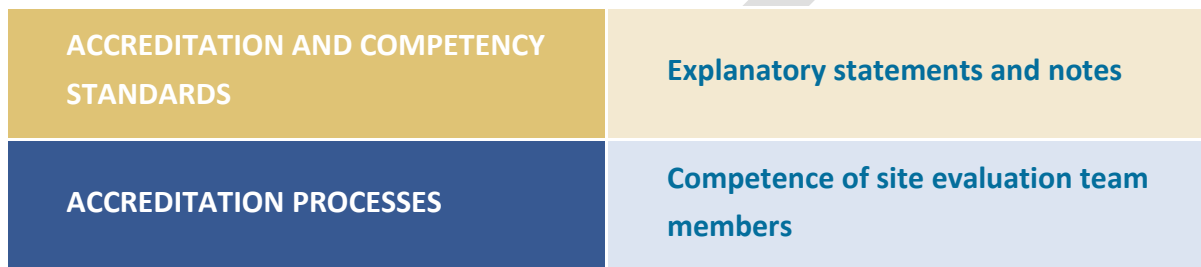 ACCREDITATION AND COMPETENCY
STANDARDS
Explanatory statements and notes
ACCREDITATION PROCESSES
Competence of site evaluation team
members